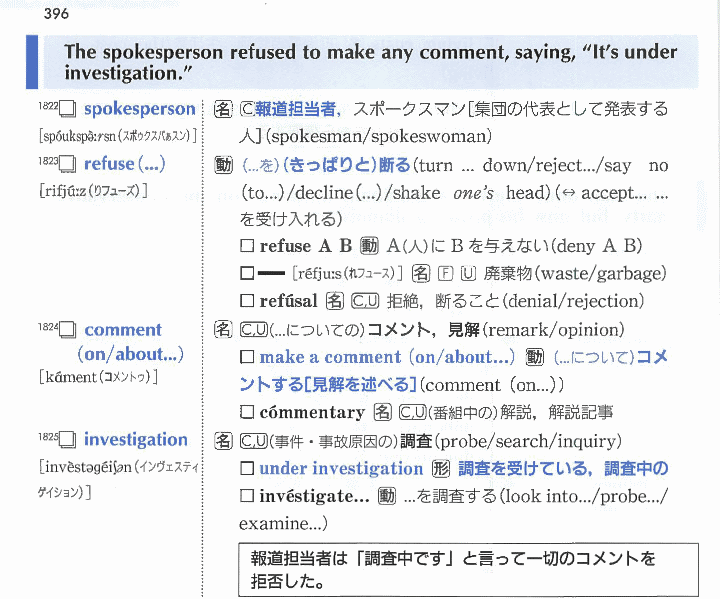 396
The spokesperson refused to make any comment, saying, “It's under
investigation.”
1822□ spokesperson
[spóukspə̀ːrsn(スポゥクスパぁスン)]
名 C報道担当者，スポークスマン[集団の代表として発表する
人](spokesman/spokeswoman)
1823□ refuse (...)
[rifjúːz(リフューズ)]
動 (...を)(きっぱりと)断る(turn ... down/reject.../say no
(to...)/decline(...)/shake one's head)(⇔accept... ...
を受け入れる)
□ refuse A B 動 A(人)にBを与えない(deny A B)
□━ [réfjuːs(れフュース)] 名 F U 廃棄物(waste/garbage)
□ refúsal 名 C,U 拒絶，断ること(denial/rejection)
1824□ comment
(on/about...)
[kɑ́ment(コメントゥ)]
名 C,U(...についての)コメント，見解(remark/opinion)
□ make a comment (on/about...) 動 (...について)コメ
ントする[見解を述べる](comment (on...))
□ cómmentary 名 C,U(番組中の)解説，解説記事
1825□ investigation
[invèstəgéiʃən(インヴェスティ
ゲイション)]
名 C,U(事件・事故原因の)調査(probe/search/inquiry)
□ under investigation 形 調査を受けている，調査中の
□ invéstigate... 動 ...を調査する(look into.../probe.../
examine...)
報道担当者は「調査中です」と言って一切のコメントを
拒否した。